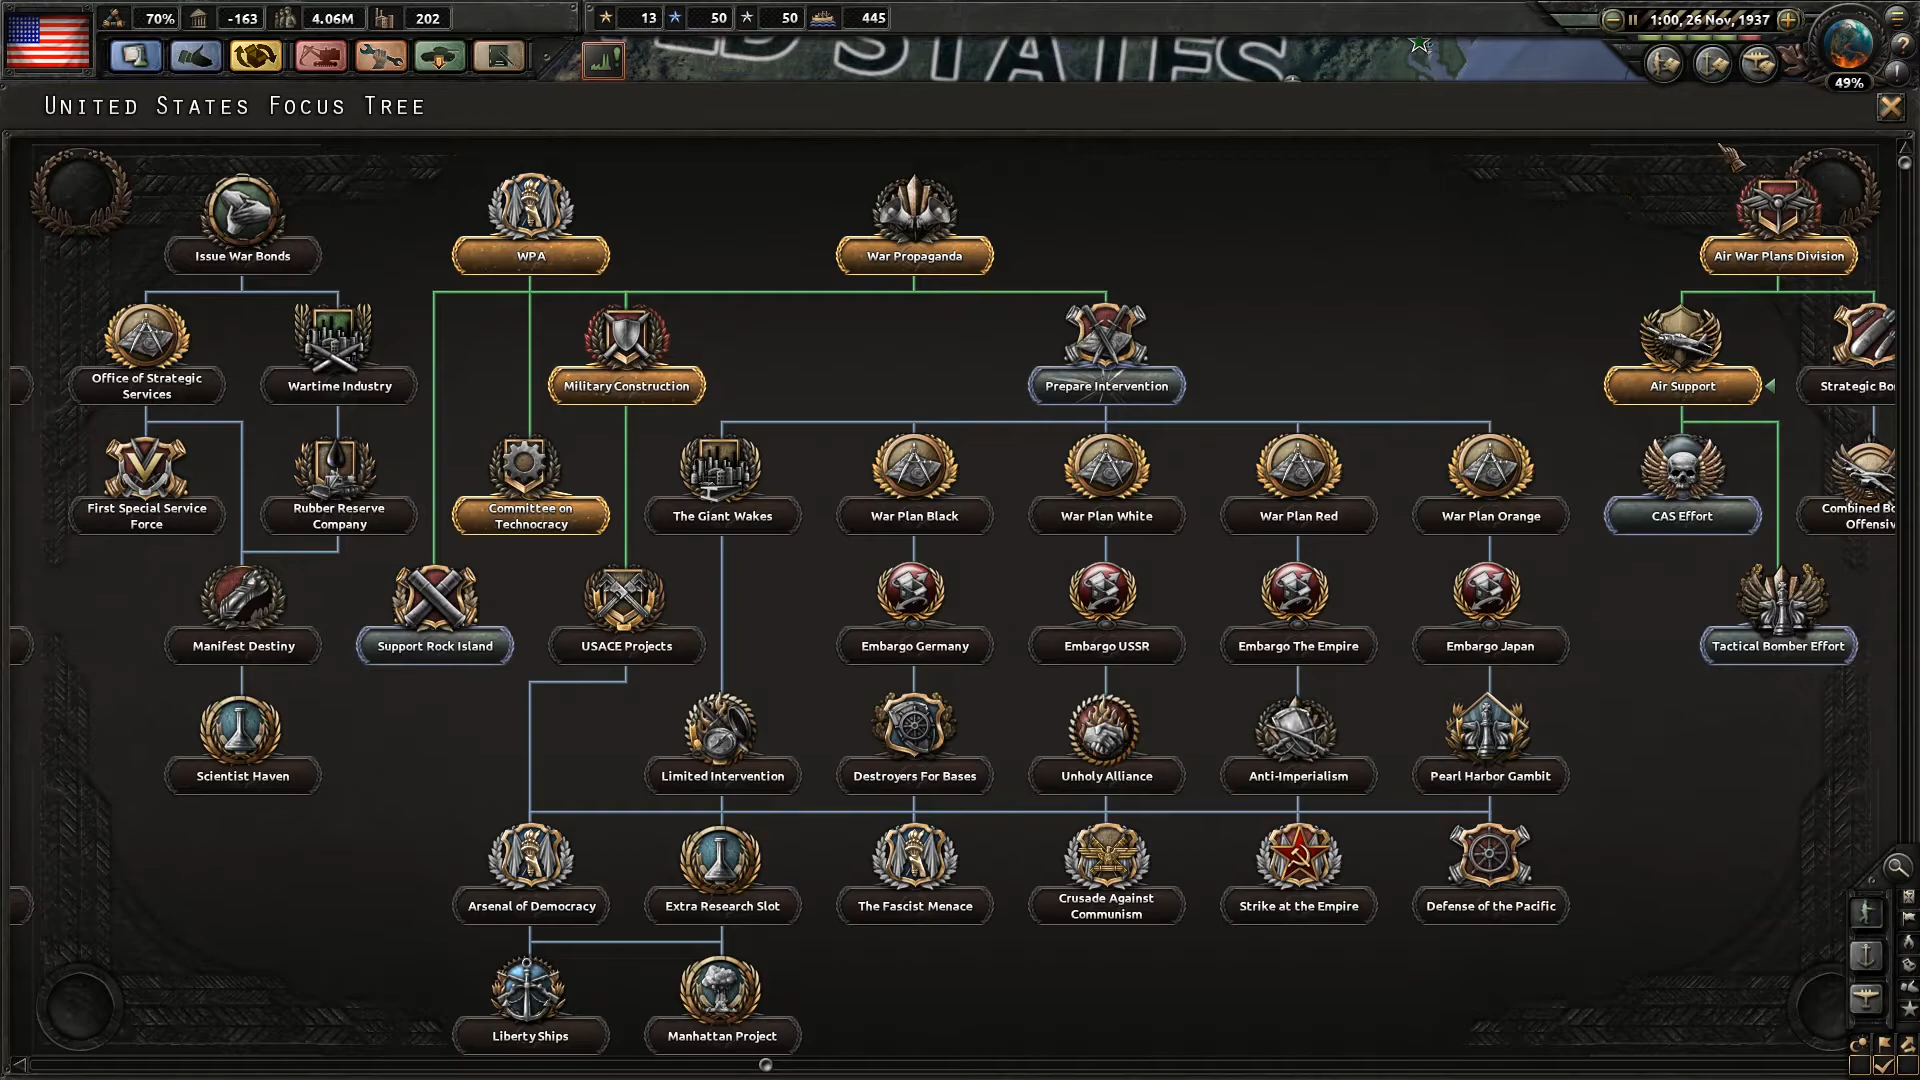 70%
-163
4.06M
202
13
50
50
445
1:00, 26 Nov, 1937
49%
UNITED STATES FOCUS TREE
Issue War Bonds
WPA
War Propaganda
Air War Plans Division
Office of Strategic
Services
Wartime Industry
Military Construction
Prepare Intervention
Air Support
Strategic Bo
First Special Service
Force
Rubber Reserve
Company
Committee on
Technocracy
The Giant Wakes
War Plan Black
War Plan White
War Plan Red
War Plan Orange
CAS Effort
Combined Bo
Offensiv
Manifest Destiny
Support Rock Island
USACE Projects
Embargo Germany
Embargo USSR
Embargo The Empire
Embargo Japan
Tactical Bomber Effort
Scientist Haven
Limited Intervention
Destroyers For Bases
Unholy Alliance
Anti-Imperialism
Pearl Harbor Gambit
Arsenal of Democracy
Extra Research Slot
The Fascist Menace
Crusade Against
Communism
Strike at the Empire
Defense of the Pacific
Liberty Ships
Manhattan Project